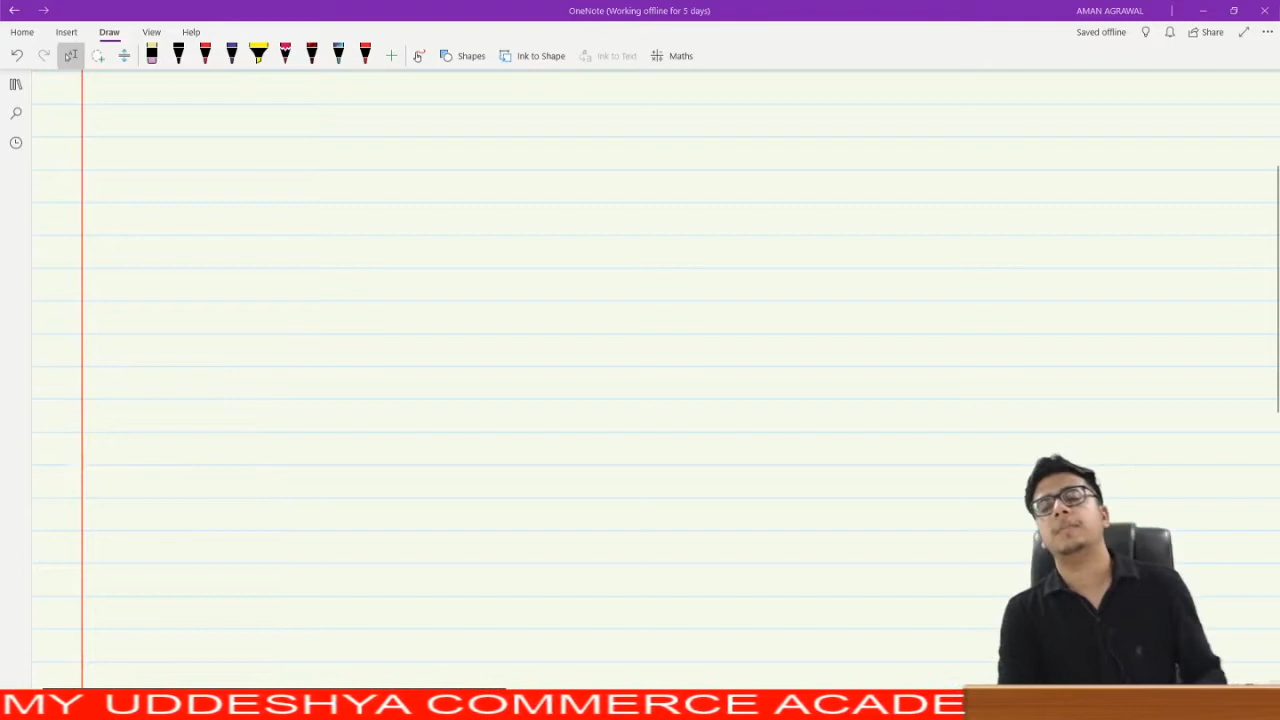 OneNote (Working offline for 5 days)
AMAN AGRAWAL
Home Insert Draw View Help
Saved offline Share
Shapes Ink to Shape Ink to Text Maths
MY UDDESHYA COMMERCE ACADE